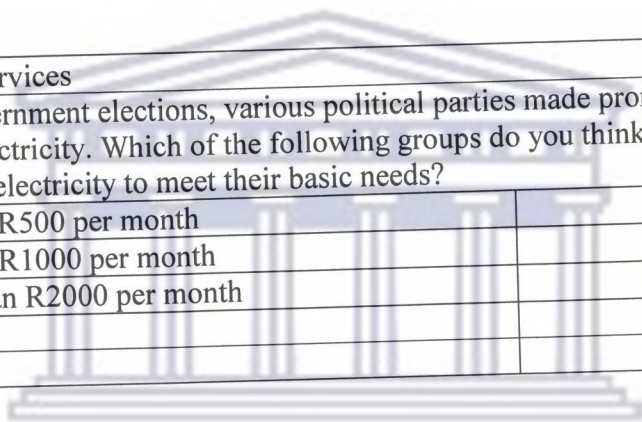 rvices
ernment elections, various political parties made
ctricity. Which of the following groups do you think
electricity to meet their basic needs?
R500 per month
R1000 per month
n R2000 per month